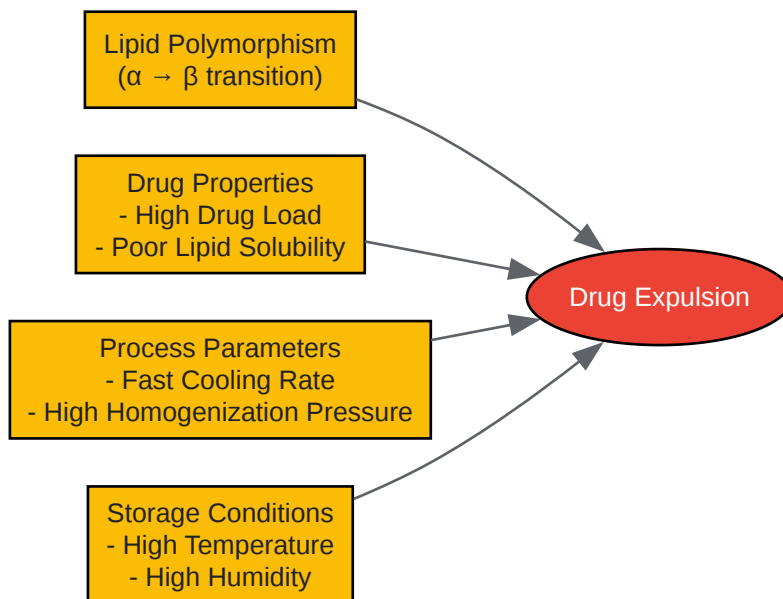 Lipid Polymorphism
(α → β transition)
Drug Properties
- High Drug Load
- Poor Lipid Solubility
Process Parameters
- Fast Cooling Rate
- High Homogenization Pressure
Storage Conditions
- High Temperature
- High Humidity
Drug Expulsion